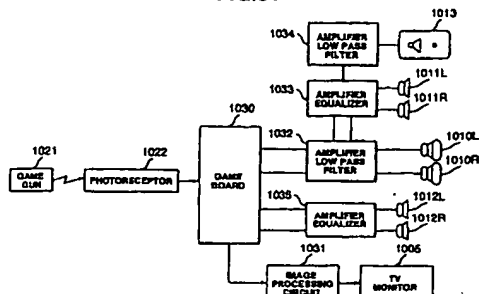 1034
AMPLIFIER
LOW PASS
FILTER
1013
1033
AMPLIFIER
EQUALIZER
1011L
1011R
1030
GAME
BOARD
1032
AMPLIFIER
LOW PASS
FILTER
1010L
1010R
1021
GAME
GUN
1022
PHOTORSCEPTOR
1035
AMPLIFIER
EQUALIZER
1012L
1012R
1031
IMAGE
PROCESSING
CIRCUIT
1005
TV
MONITOR